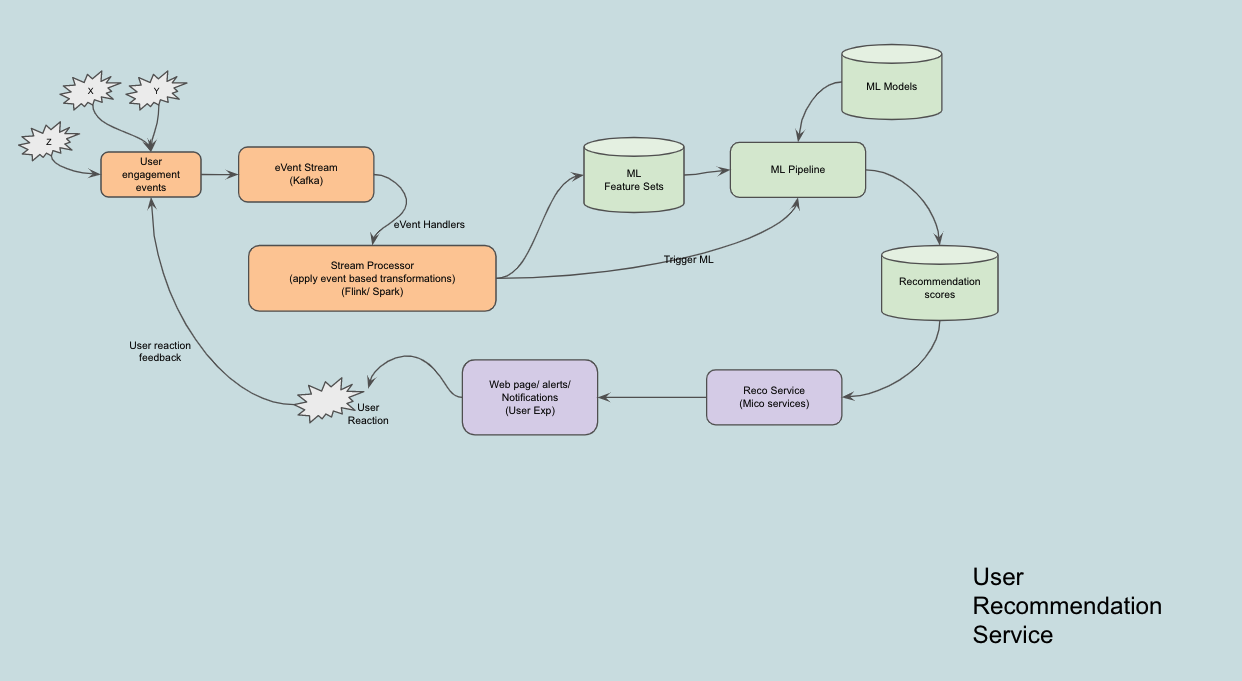 X
Y
Z
ML Models
User
engagement
events
eVent Stream
(Kafka)
ML
Feature Sets
ML Pipeline
eVent Handlers
Stream Processor
(apply event based transformations)
(Flink/ Spark)
Trigger ML
Recommendation
scores
User reaction
feedback
User
Reaction
Web page/ alerts/
Notifications
(User Exp)
Reco Service
(Mico services)
User
Recommendation
Service